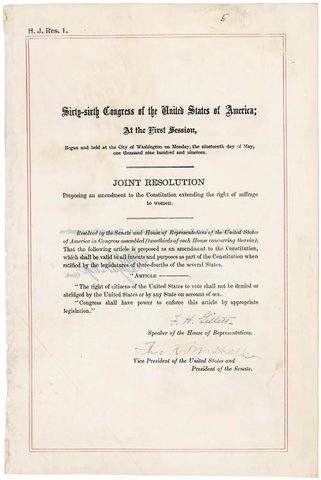 5
H. J. Res. 1.
Sixty-sixth Congress of the United States of America;
At the First Session,
Begun and held at the City of Washington on Monday, the nineteenth day of May,
one thousand nine hundred and nineteen.
JOINT RESOLUTION
Proposing an amendment to the Constitution extending the right of suffrage
to women.
Resolved by the Senate and House of Representatives of the United States
of America in Congress assembled (two-thirds of each House concurring therein),
That the following article is proposed as an amendment to the Constitution,
which shall be valid to all intents and purposes as part of the Constitution when
ratified by the legislatures of three-fourths of the several States.
"ARTICLE ————.
"The right of citizens of the United States to vote shall not be denied or
abridged by the United States or by any State on account of sex.
"Congress shall have power to enforce this article by appropriate
legislation."
F. H. Gillett
Speaker of the House of Representatives.
Thos. R. Marshall
Vice President of the United States and
President of the Senate.